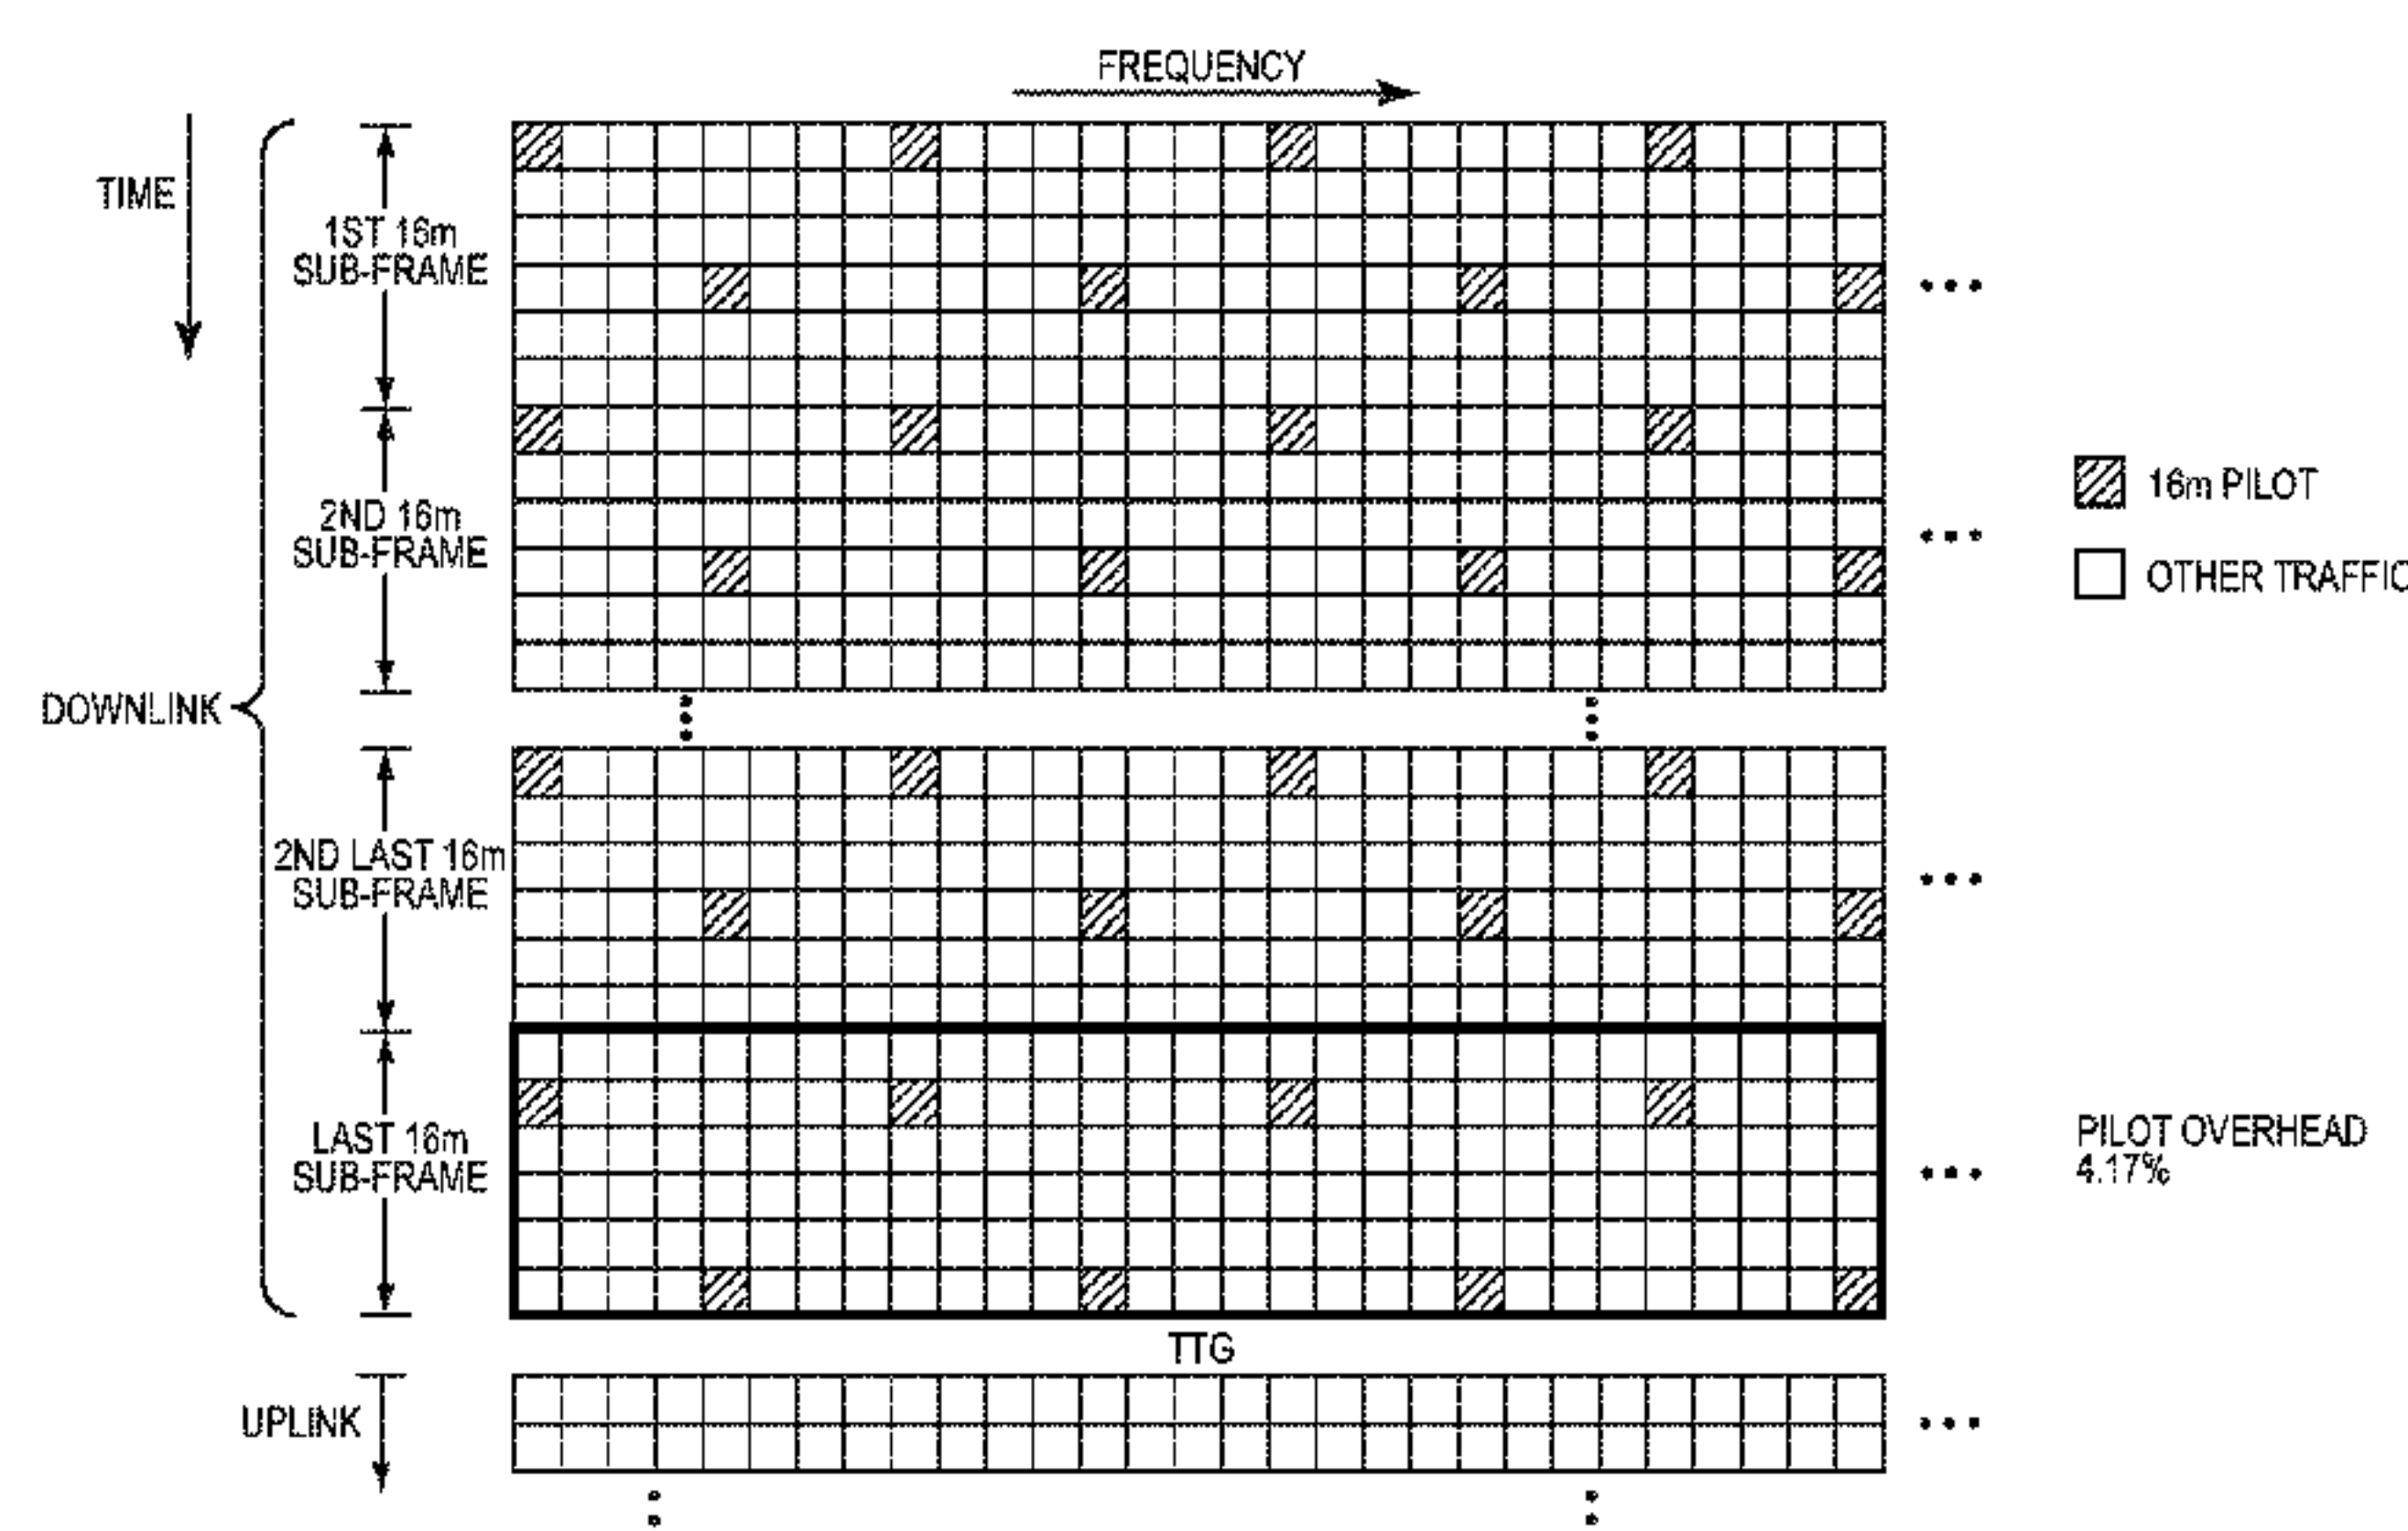 FREQUENCY
TIME
1ST 16m
SUB-FRAME
2ND 16m
SUB-FRAME
16m PILOT
OTHER TRAFFIC
DOWNLINK
2ND LAST 16m
SUB-FRAME
LAST 16m
SUB-FRAME
PILOT OVERHEAD
4.17%
TTG
UPLINK